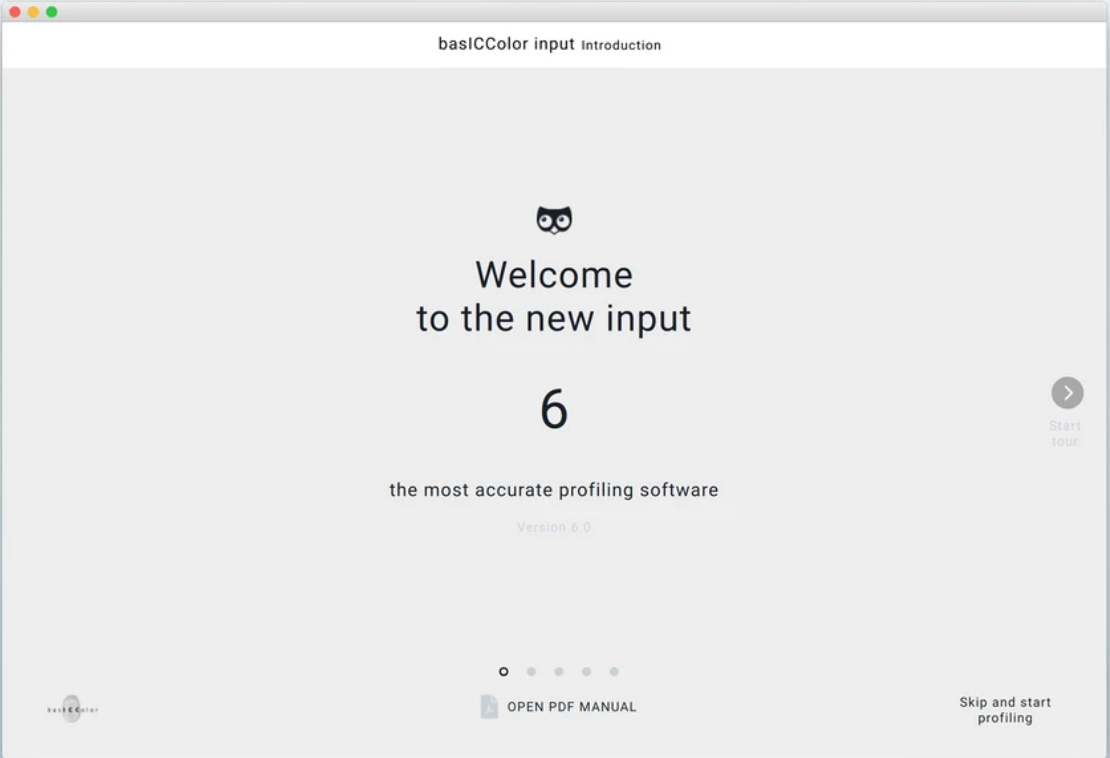 basICColor input Introduction
Welcome
to the new input
6
the most accurate profiling software
Version 6.0
Start
tour
OPEN PDF MANUAL
basICColor
Skip and start
profiling